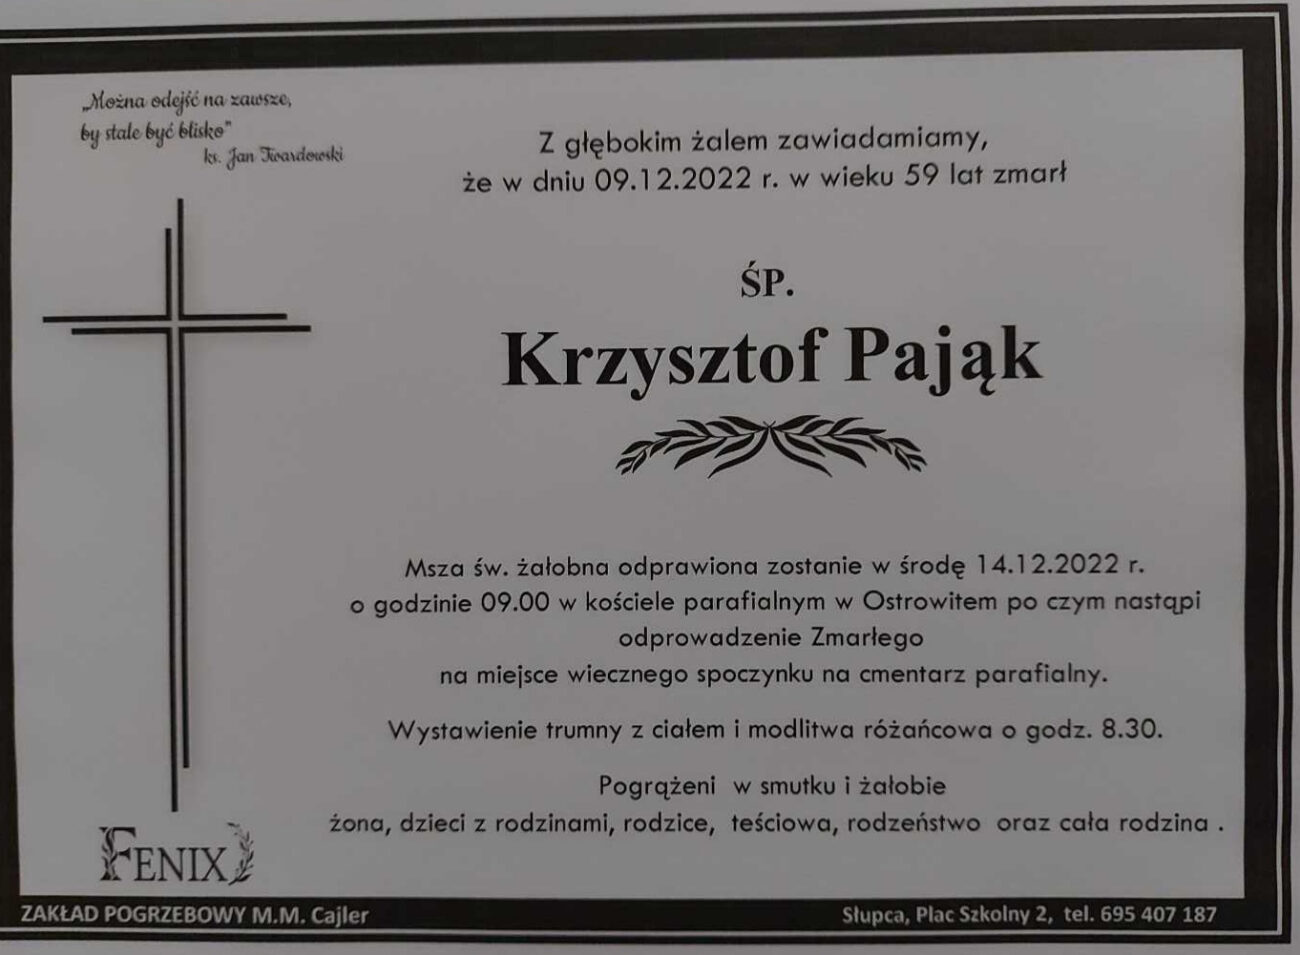 „Można odejść na zawsze,
by stale być blisko"
ks. Jan Twardowski
Z głębokim żalem zawiadamiamy,
że w dniu 09.12.2022 r. w wieku 59 lat zmarł
ŚP.
Krzysztof Pająk
Msza św. żałobna odprawiona zostanie w środę 14.12.2022 r.
o godzinie 09.00 w kościele parafialnym w Ostrowitem po czym nastąpi
odprowadzenie Zmarłego
na miejsce wiecznego spoczynku na cmentarz parafialny.
Wystawienie trumny z ciałem i modlitwa różańcowa o godz. 8.30.
Pogrążeni w smutku i żałobie
żona, dzieci z rodzinami, rodzice, teściowa, rodzeństwo oraz cała rodzina .
FENIX
ZAKŁAD POGRZEBOWY M.M. Cajler
Słupca, Plac Szkolny 2, tel. 695 407 187